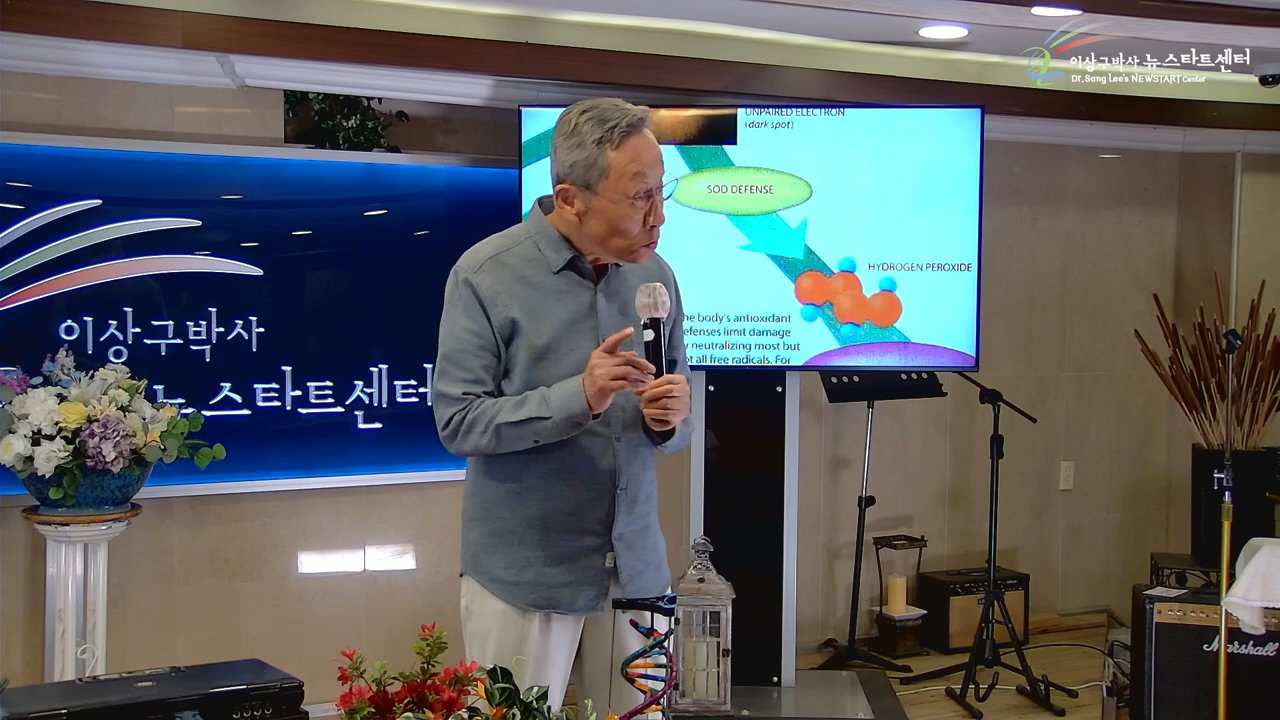 이상구박사 뉴스타트센터
Dr. Sang Lee's NEWSTART Center
UNPAIRED ELECTRON
(dark spot)
SOD DEFENSE
HYDROGEN PEROXIDE
he body's antioxidant
efenses limit damage
y neutralizing most but
ot all free radicals. For
이상구박사
뉴스타트센터
Marshall